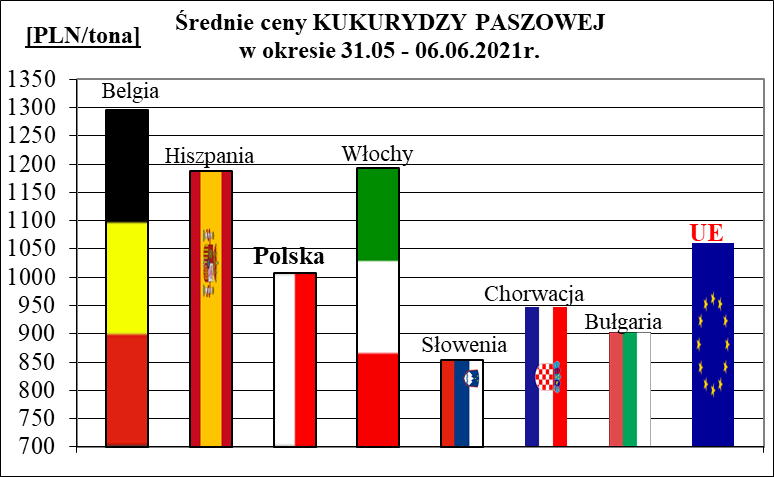 Średnie ceny KUKURYDZY PASZOWEJ
w okresie 31.05 - 06.06.2021r.
[PLN/tona]
1350
1300
1250
1200
1150
1100
1050
1000
950
900
850
800
750
700
Belgia
Hiszpania
Polska
Włochy
Słowenia
Chorwacja
Bułgaria
UE